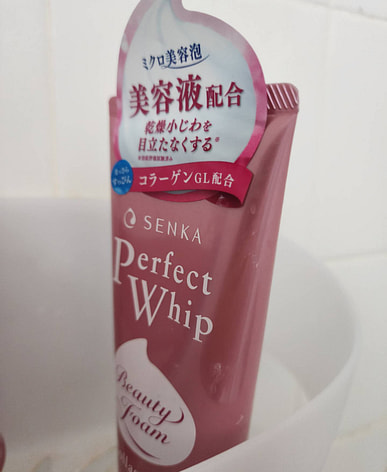 ミクロ美容泡
美容液配合
乾燥小じわを
目立たなくする※
コラーゲンGL配合
SENKA
Perfect
Whip
Beauty
Foam